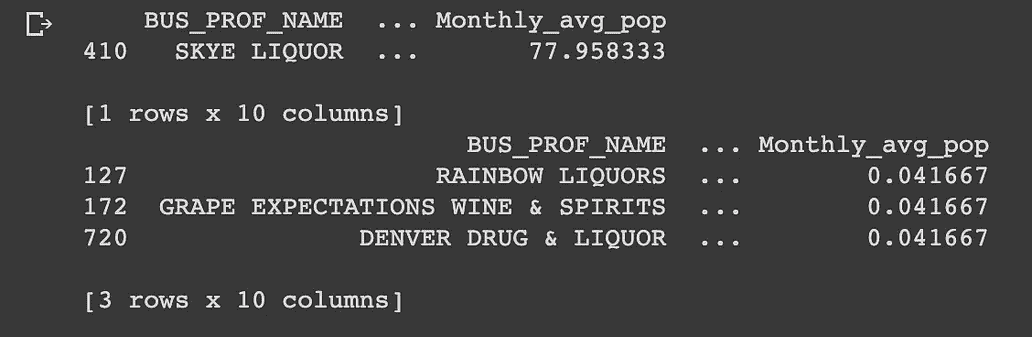 BUS_PROF_NAME ... Monthly_avg_pop
410 SKYE LIQUOR ... 77.958333
[1 rows x 10 columns]
BUS_PROF_NAME ... Monthly_avg_pop
127 RAINBOW LIQUORS ... 0.041667
172 GRAPE EXPECTATIONS WINE & SPIRITS ... 0.041667
720 DENVER DRUG & LIQUOR ... 0.041667
[3 rows x 10 columns]